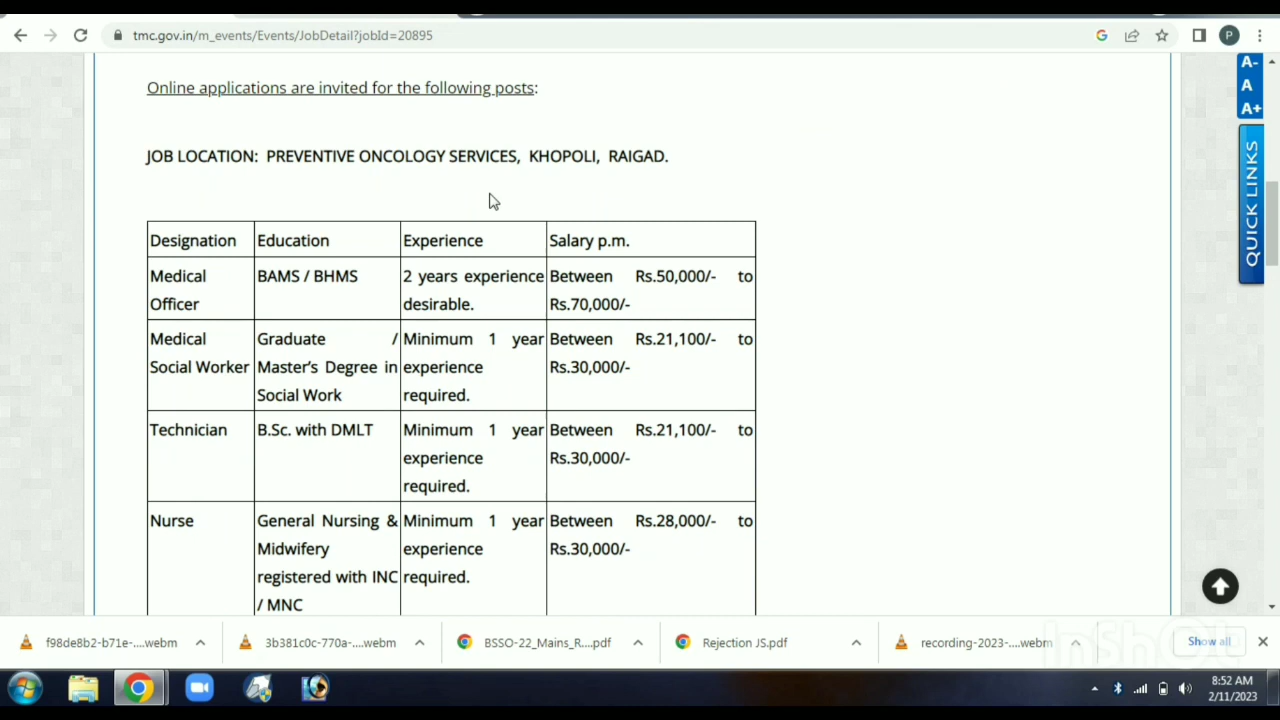 tmc.gov.in/m_events/Events/JobDetail?jobId=20895
P
A-
A
A+
QUICK LINKS
Online applications are invited for the following posts:
JOB LOCATION: PREVENTIVE ONCOLOGY SERVICES, KHOPOLI, RAIGAD.
Designation Education Experience Salary p.m.
Medical Officer BAMS / BHMS 2 years experience desirable. Between Rs.50,000/- to Rs.70,000/-
Medical Social Worker Graduate / Master's Degree in Social Work Minimum 1 year experience required. Between Rs.21,100/- to Rs.30,000/-
Technician B.Sc. with DMLT Minimum 1 year experience required. Between Rs.21,100/- to Rs.30,000/-
Nurse General Nursing & Midwifery registered with INC / MNC Minimum 1 year experience required. Between Rs.28,000/- to Rs.30,000/-
f98de8b2-b71e-....webm 3b381c0c-770a-....webm BSSO-22_Mains_R....pdf Rejection JS.pdf recording-2023-....webm Show all
InShOt
8:52 AM
2/11/2023